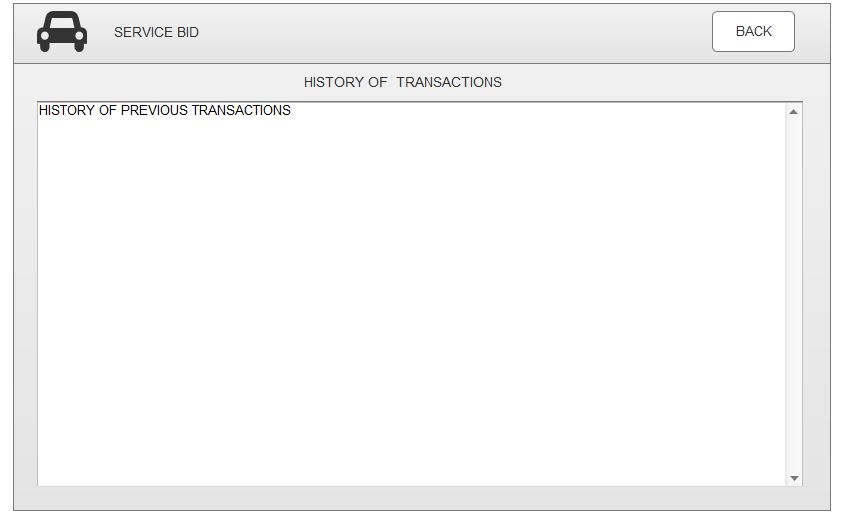 SERVICE BID
BACK
HISTORY OF TRANSACTIONS
HISTORY OF PREVIOUS TRANSACTIONS